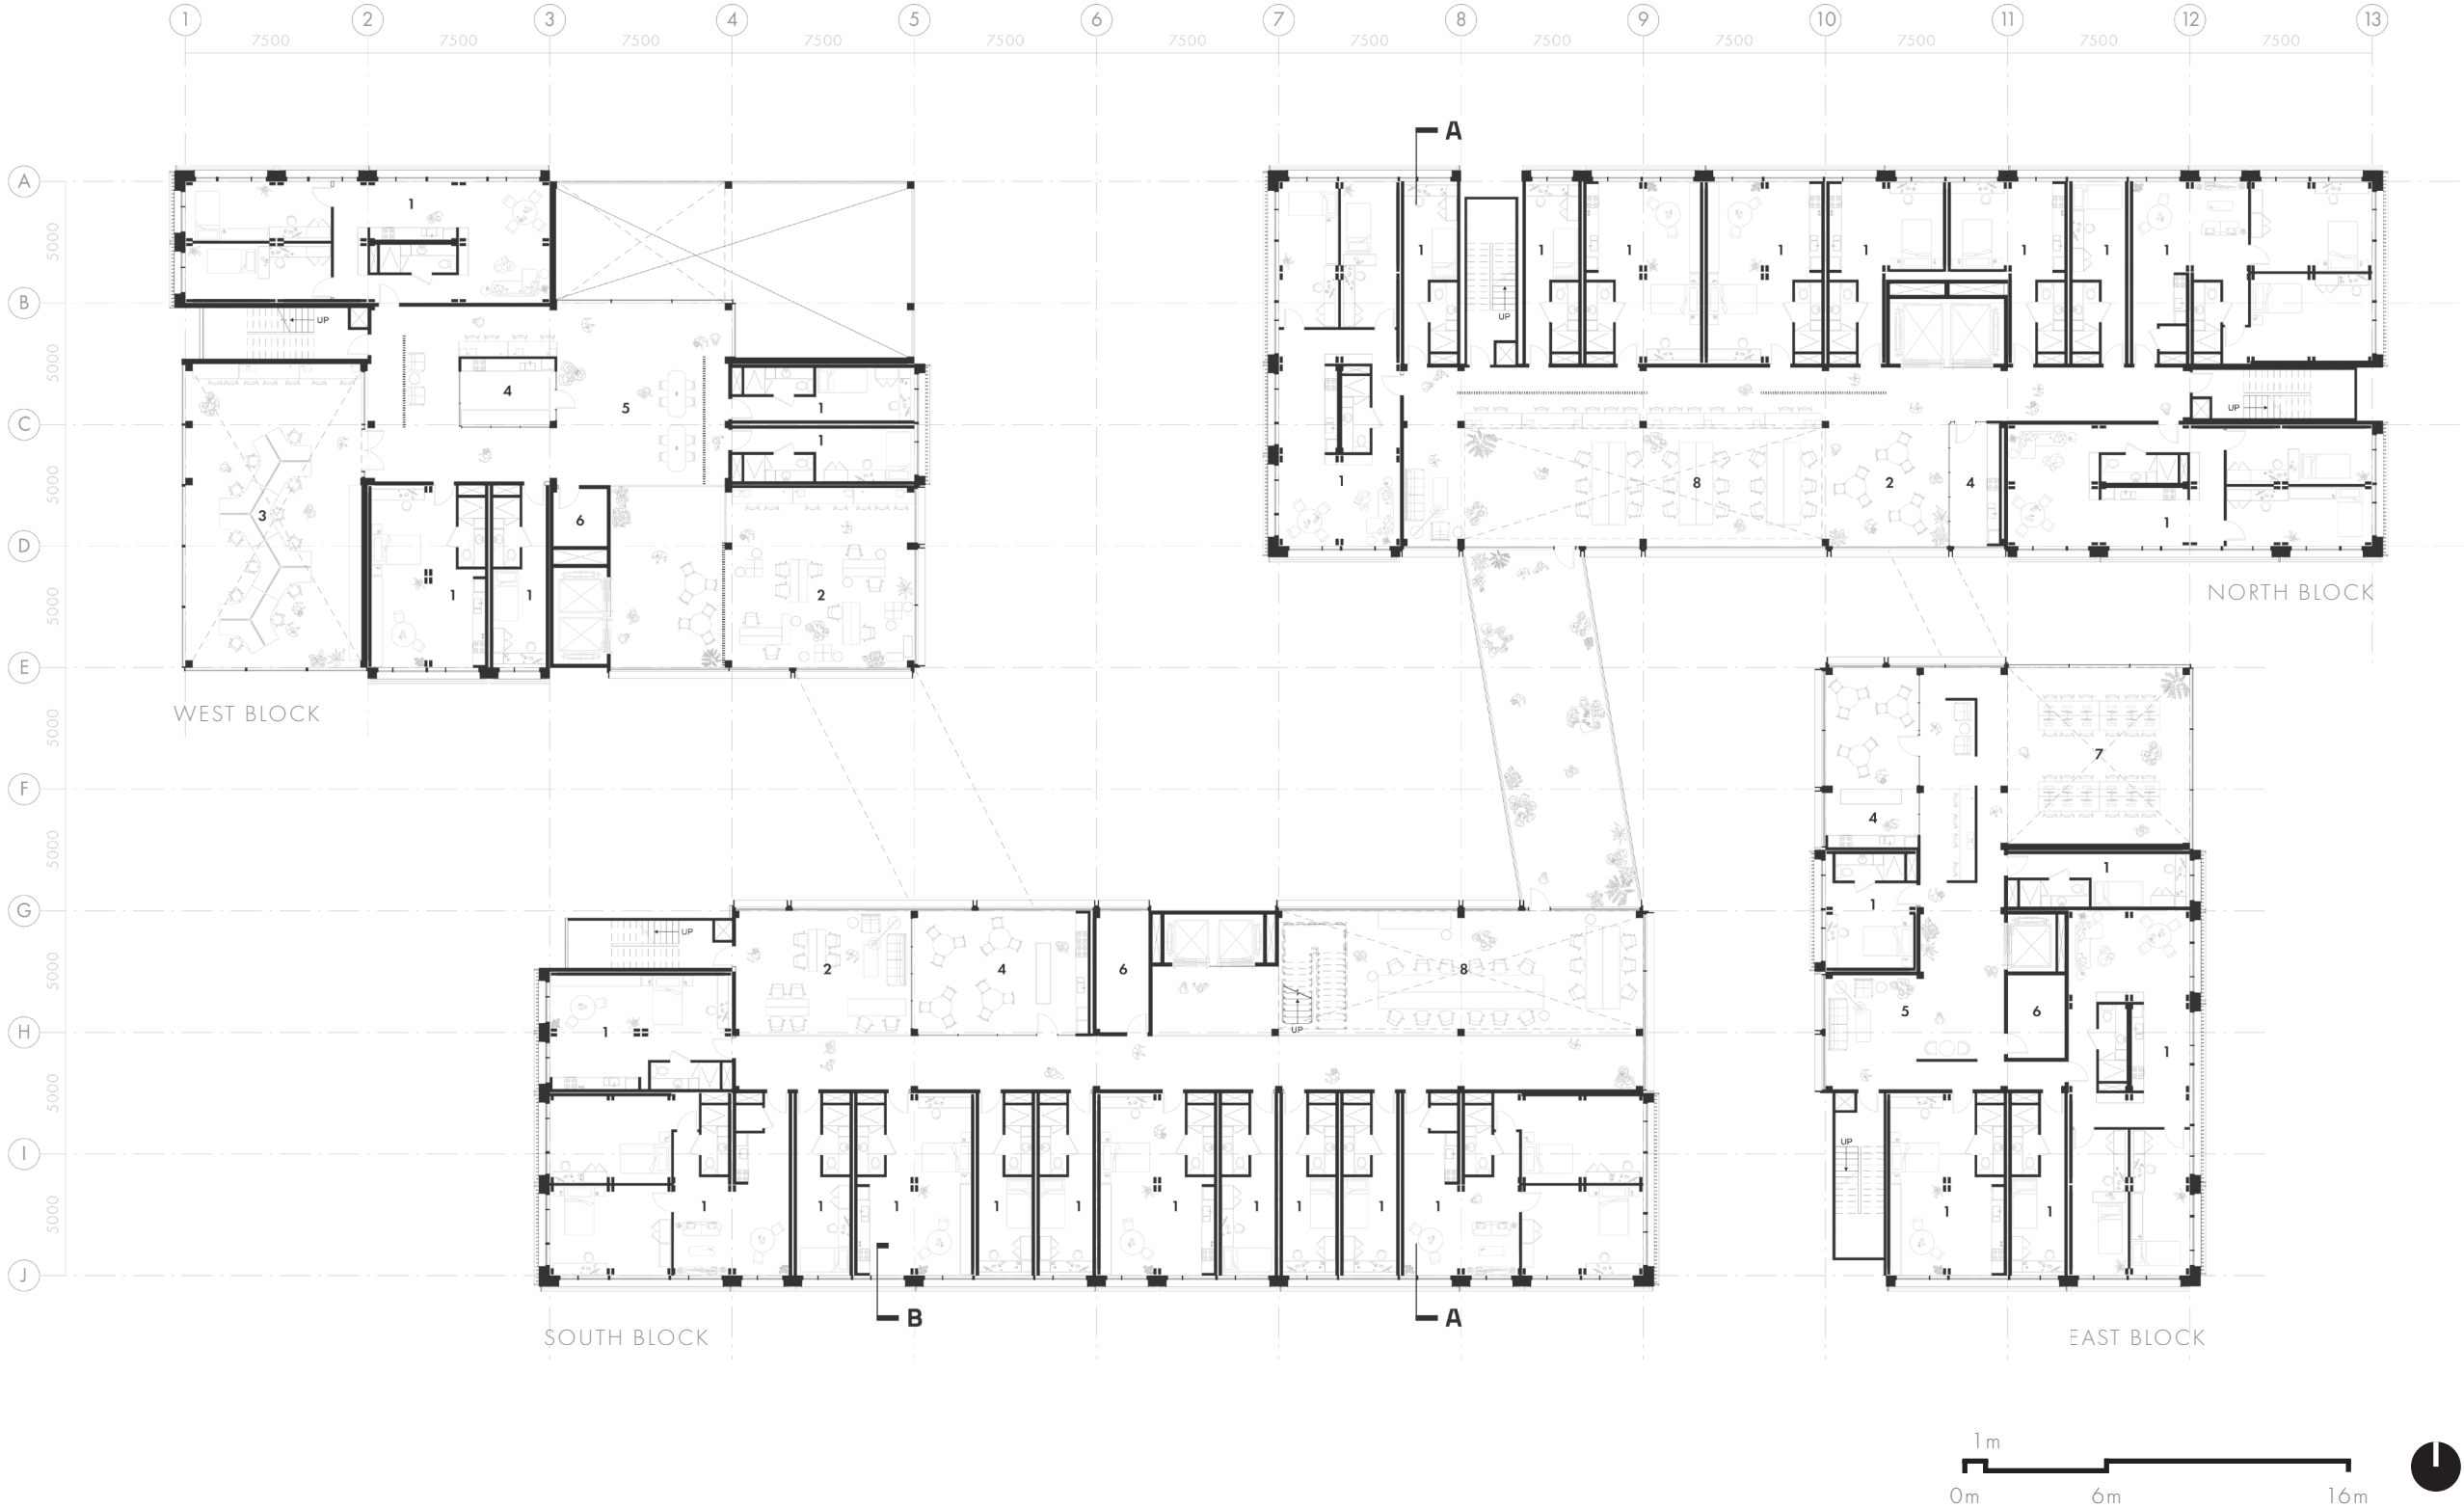 1 2 3 4 5 6 7 8 9 10 11 12 13
7500 7500 7500 7500 7500 7500 7500 7500 7500 7500 7500 7500
A
A
1
1 1 1 1 1 1 1 1
B
UP
UP
5000
5000
4
5
1
C
UP
1
1
8
2
4
3
6
1
5000
D
1
1
2
NORTH BLOCK
5000
E
WEST BLOCK
5000
7
F
4
5000
1
1
G
UP
2
4
6
8
5
6
5000
H
UP
1
1
5000
I
UP
1 1 1 1 1 1 1 1 1 1
1 1
5000
J
B
A
SOUTH BLOCK
EAST BLOCK
1m
0m 6m 16m